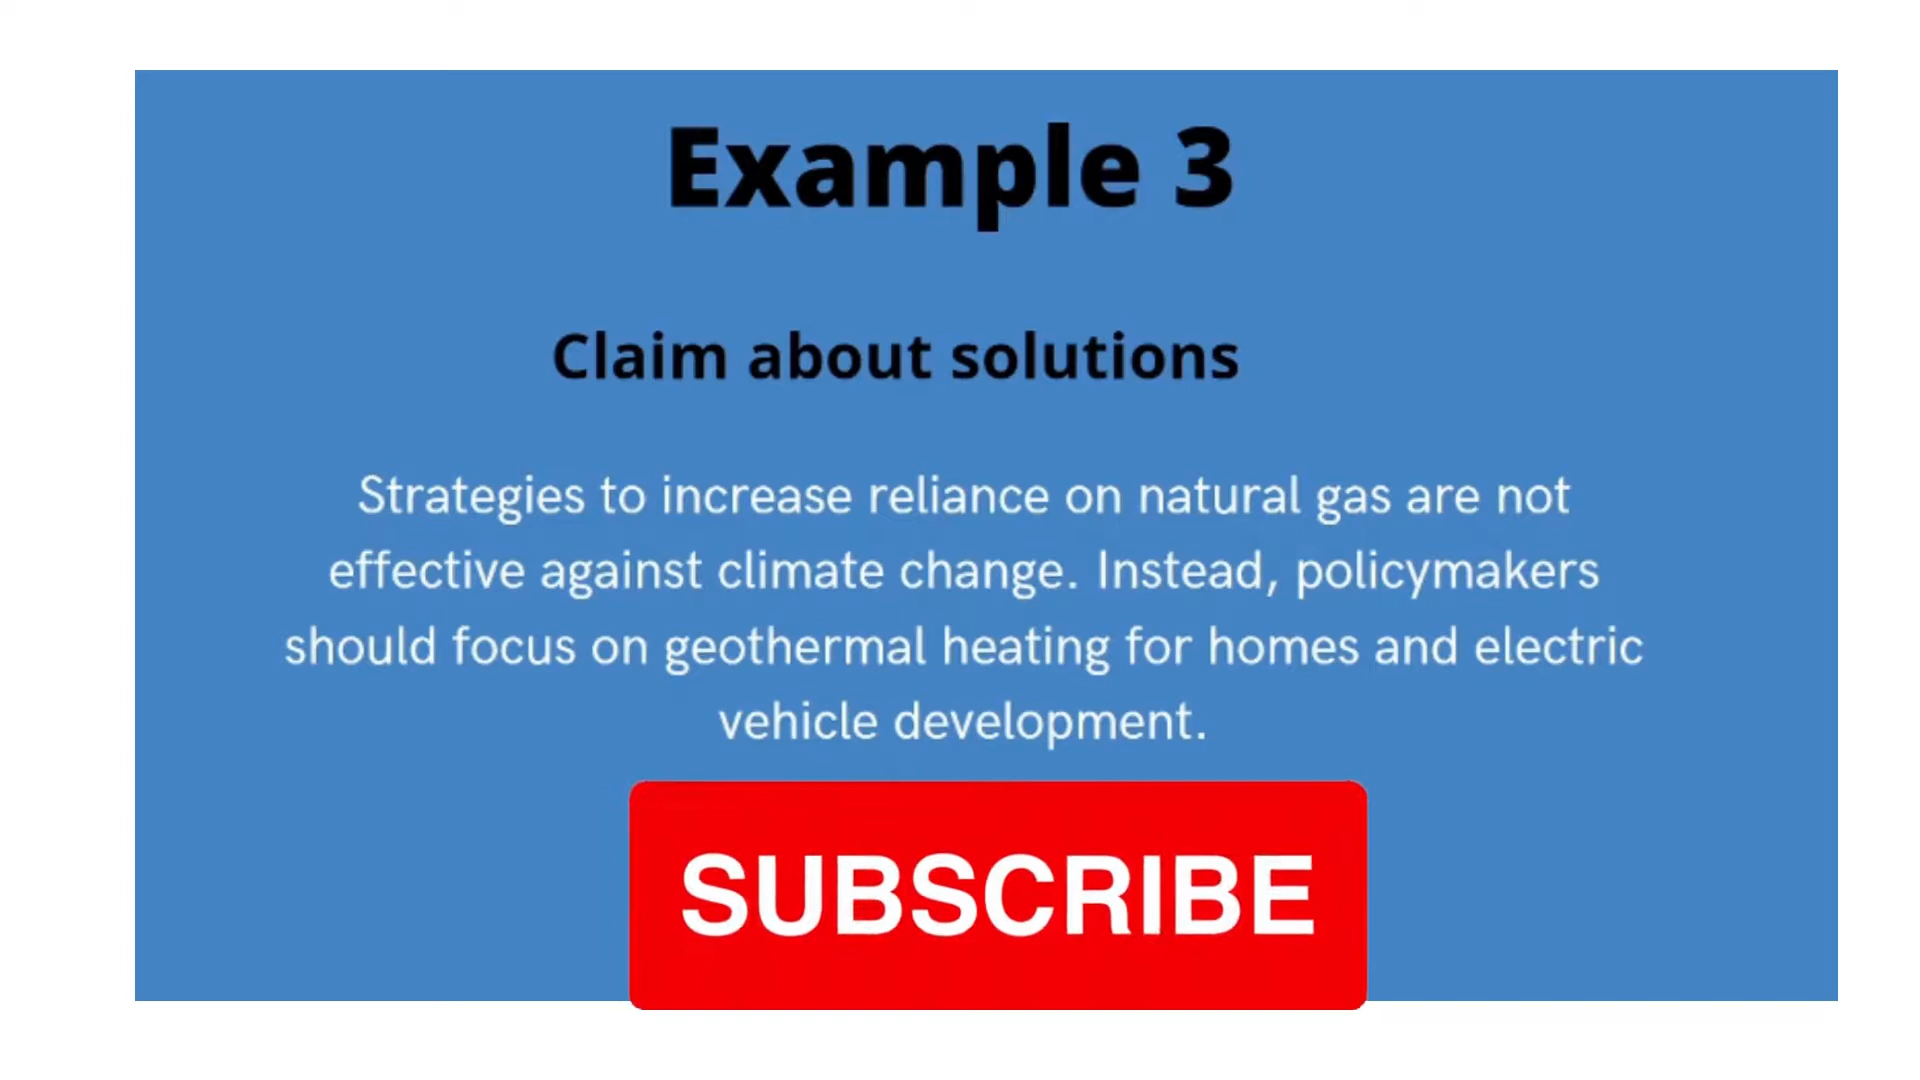 Example 3
Claim about solutions
Strategies to increase reliance on natural gas are not
effective against climate change. Instead, policymakers
should focus on geothermal heating for homes and electric
vehicle development.
SUBSCRIBE